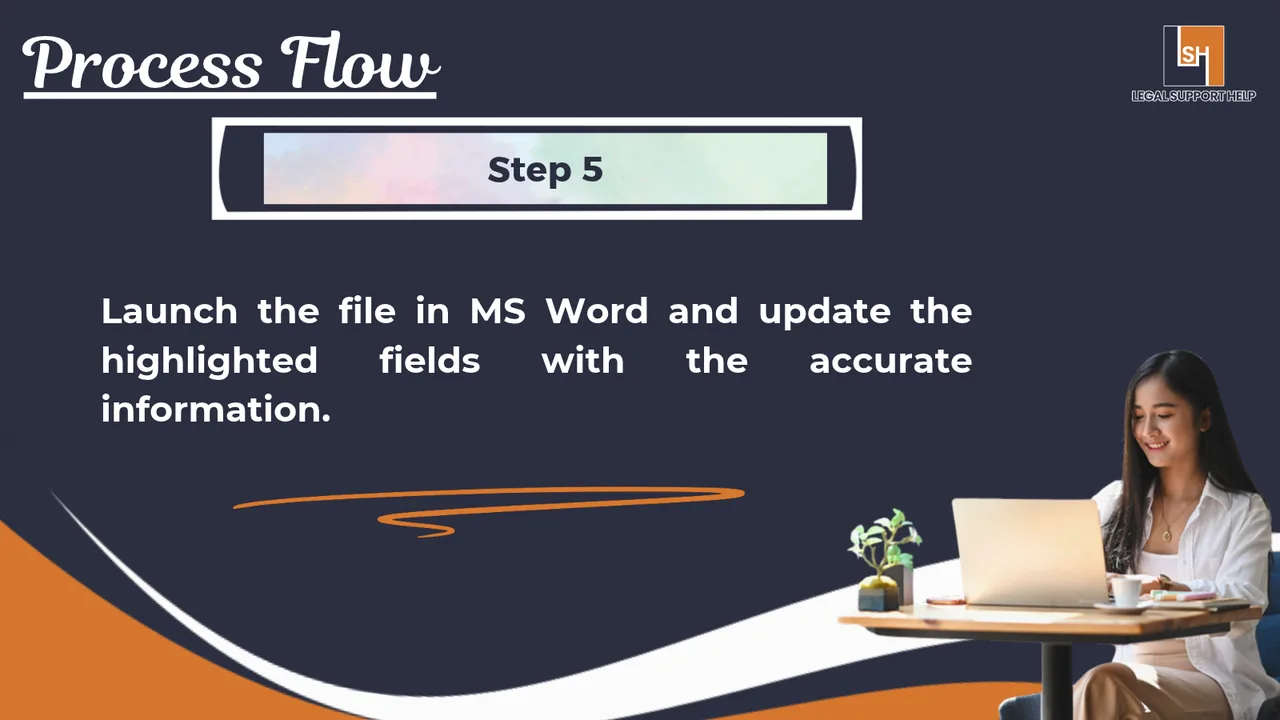 Process Flow
LSH
LEGAL SUPPORT HELP
Step 5
Launch the file in MS Word and update the
highlighted fields with the accurate
information.